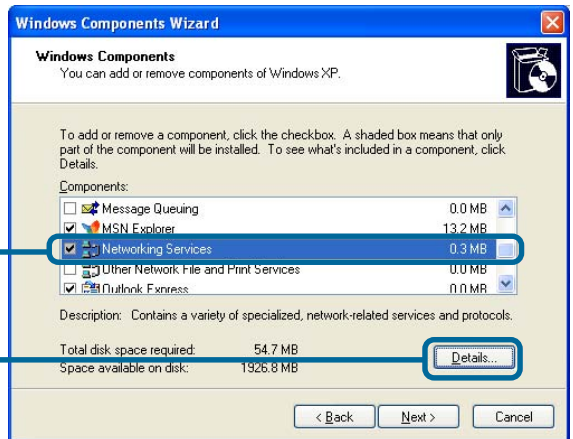 Windows Components Wizard
Windows Components
You can add or remove components of Windows XP.
To add or remove a component, click the checkbox. A shaded box means that only
part of the component will be installed. To see what's included in a component, click
Details.
Components:
Message Queuing 0.0 MB
MSN Explorer 13.2 MB
Networking Services 0.3 MB
Other Network File and Print Services 0.0 MB
Outlook Express 0.0 MB
Description: Contains a variety of specialized, network-related services and protocols.
Total disk space required: 54.7 MB
Space available on disk: 1926.8 MB
Details...
< Back Next > Cancel